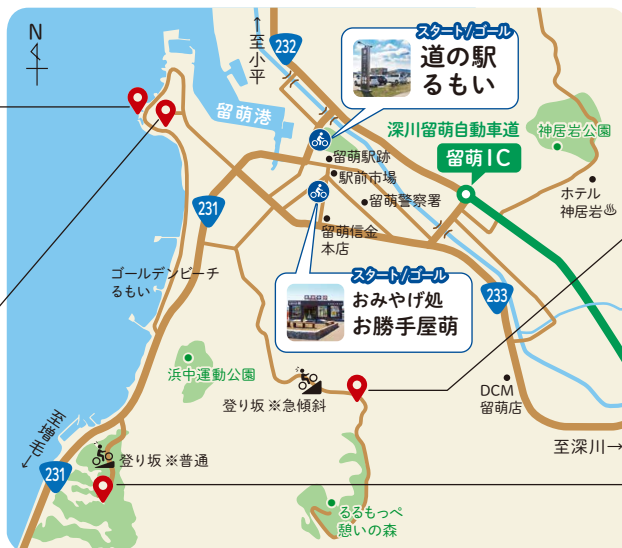 N
↑
至小平
232
スタート/ゴール
道の駅
るもい
留萌港
深川留萌自動車道
留萌IC
神居岩公園
留萌駅跡
駅前市場
留萌警察署
ホテル
神居岩
231
留萌信金
本店
ゴールデンビーチ
るもい
スタート/ゴール
おみやげ処
お勝手屋萌
233
浜中運動公園
登り坂 ※急傾斜
DCM
留萌店
至深川→
至増毛
↓
登り坂 ※普通
231
るるもっぺ
憩いの森